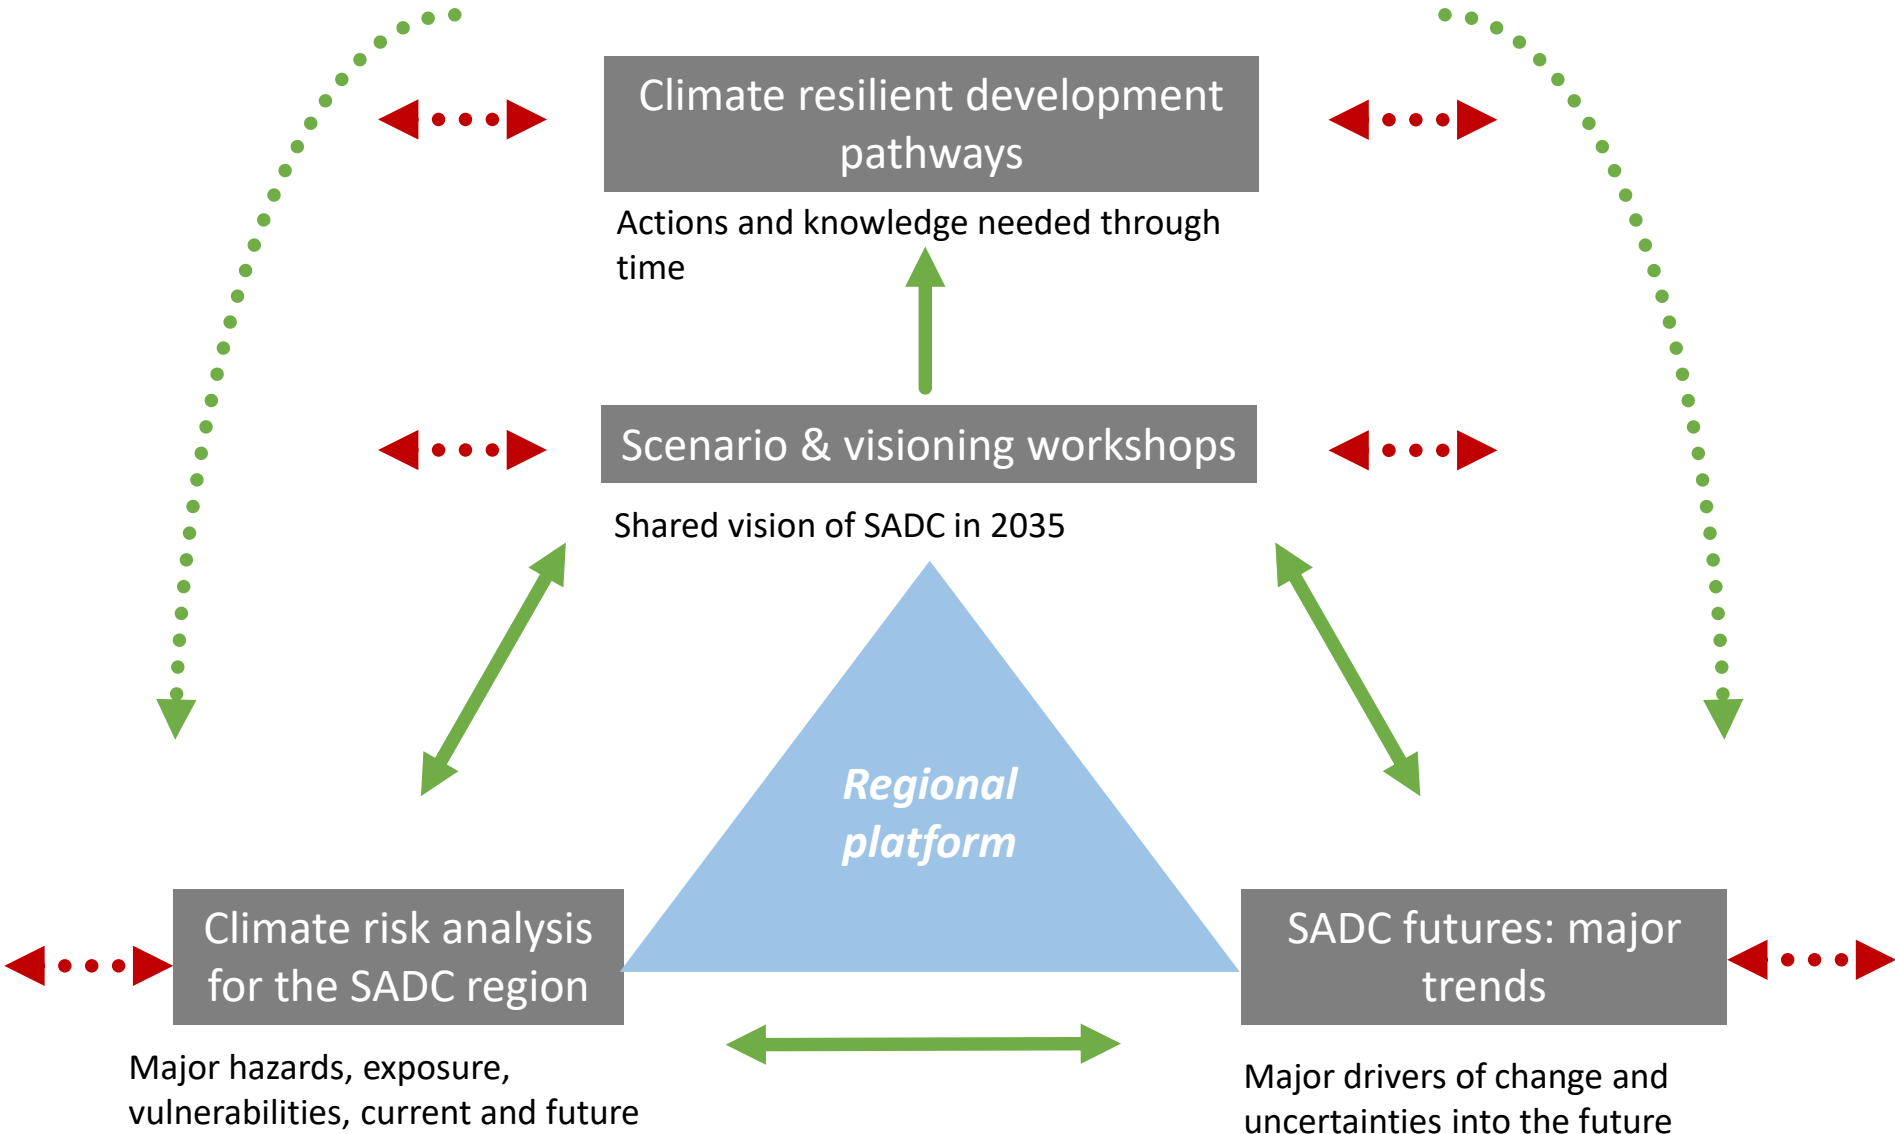 Climate resilient development
pathways
Actions and knowledge needed through
time
Scenario & visioning workshops
Shared vision of SADC in 2035
Regional
platform
Climate risk analysis
for the SADC region
Major hazards, exposure,
vulnerabilities, current and future
SADC futures: major
trends
Major drivers of change and
uncertainties into the future